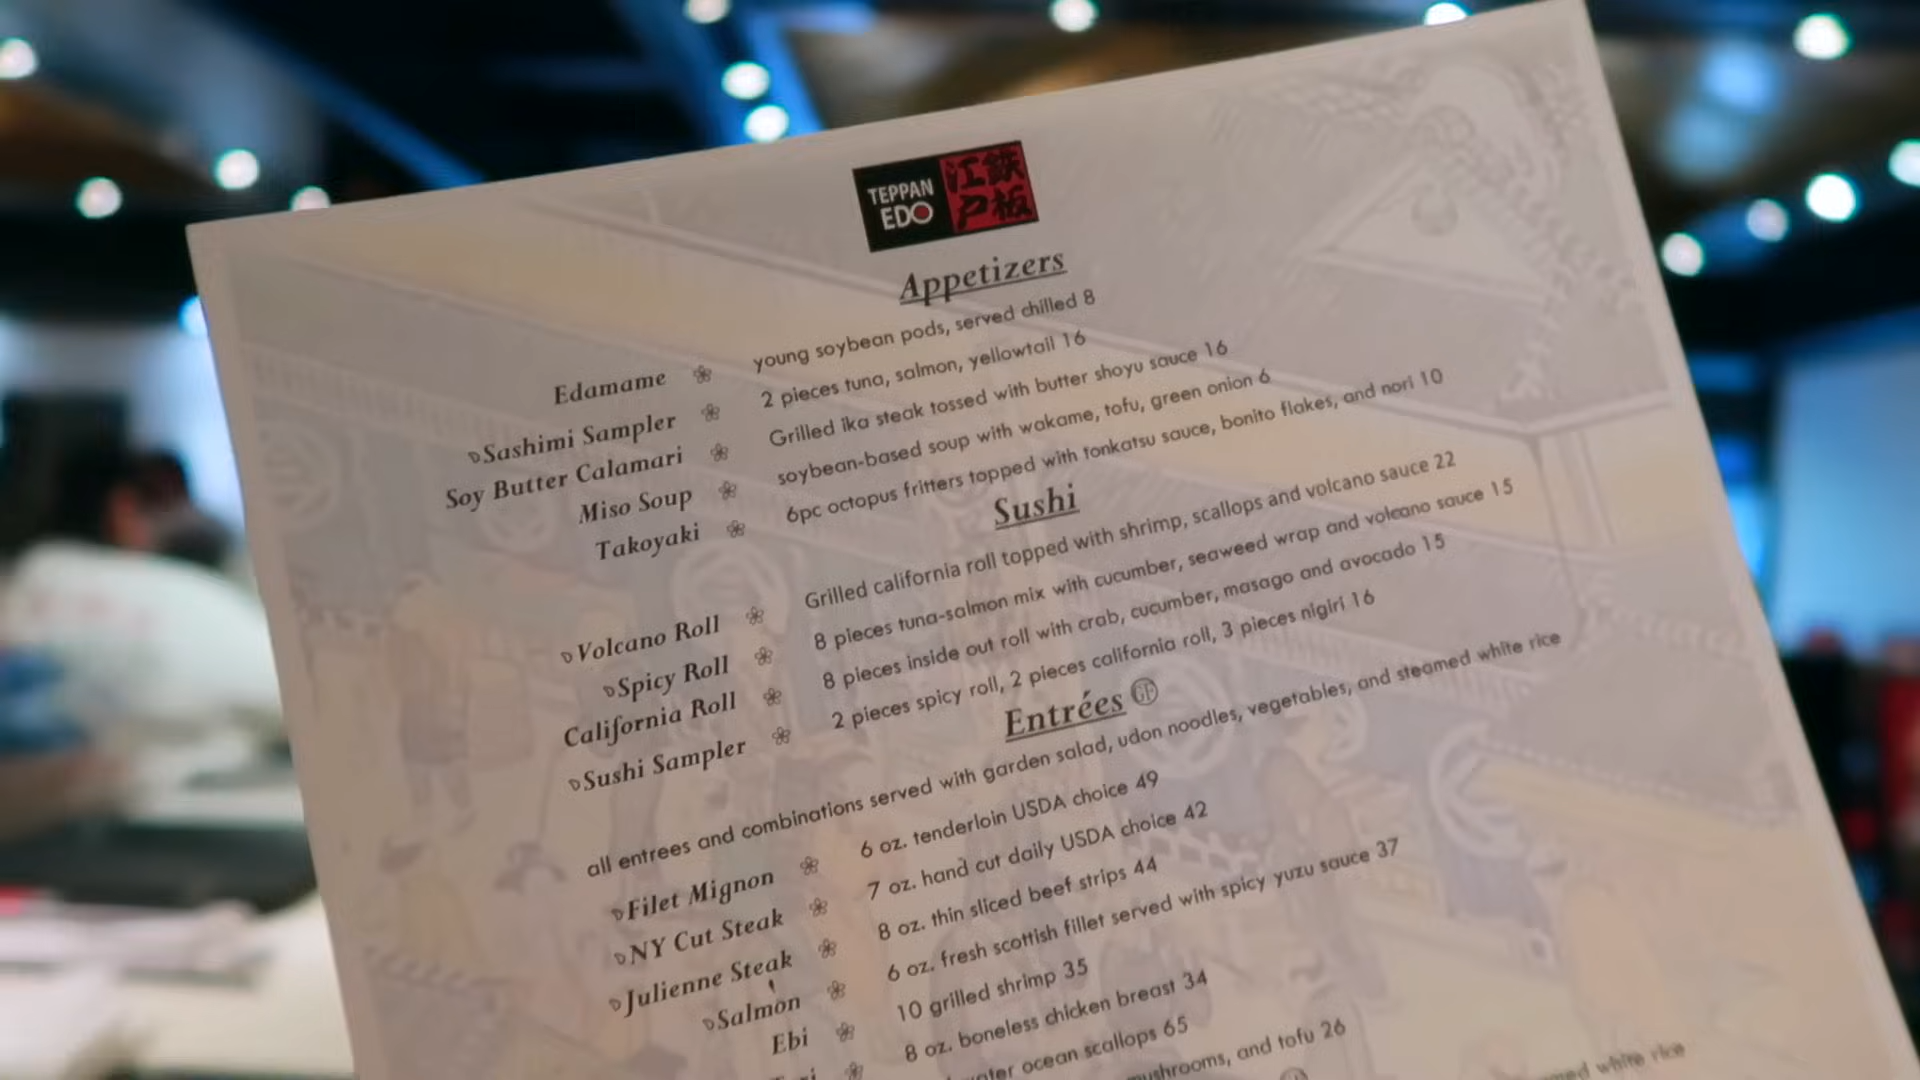 TEPPAN 江鉄
EDO 戸板
Appetizers
Edamame young soybean pods, served chilled 8
Sashimi Sampler 2 pieces tuna, salmon, yellowtail 16
Soy Butter Calamari Grilled ika steak tossed with butter shoyu sauce 16
Miso Soup soybean-based soup with wakame, tofu, green onion 6
Takoyaki 6pc octopus fritters topped with tonkatsu sauce, bonito flakes, and nori 10
Sushi
Volcano Roll Grilled california roll topped with shrimp, scallops and volcano sauce 22
Spicy Roll 8 pieces tuna-salmon mix with cucumber, seaweed wrap and volcano sauce 15
California Roll 8 pieces inside out roll with crab, cucumber, masago and avocado 15
Sushi Sampler 2 pieces spicy roll, 2 pieces california roll, 3 pieces nigiri 16
Entrées GF
all entrees and combinations served with garden salad, udon noodles, vegetables, and steamed white rice
Filet Mignon 6 oz. tenderloin USDA choice 49
NY Cut Steak 7 oz. hand cut daily USDA choice 42
Julienne Steak 8 oz. thin sliced beef strips 44
Salmon 6 oz. fresh scottish fillet served with spicy yuzu sauce 37
Ebi 10 grilled shrimp 35
8 oz. boneless chicken breast 34
ocean scallops 65
and tofu 26
white rice